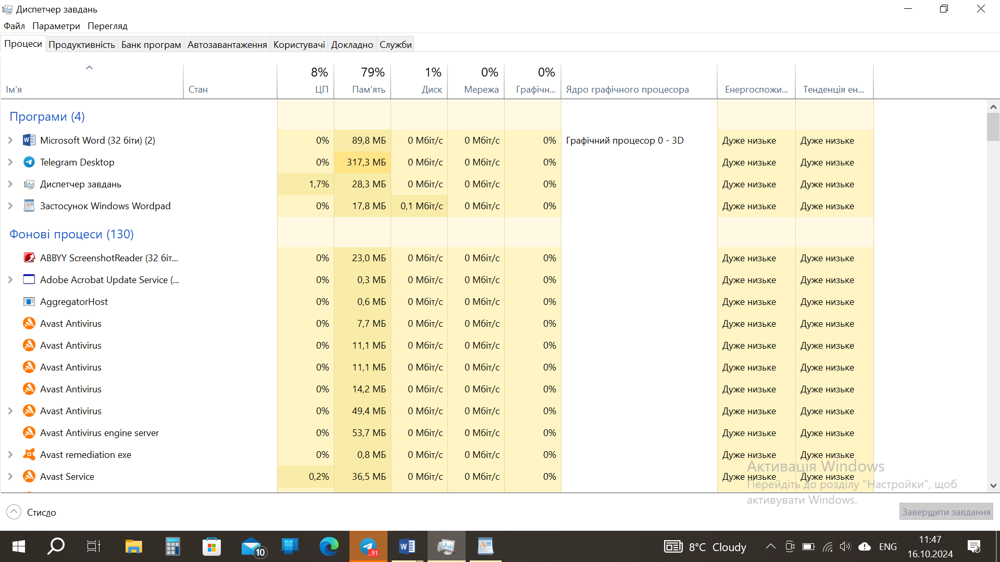 Диспетчер завдань
Файл Параметри Перегляд
Процеси Продуктивність Банк програм Автозавантаження Користувачі Докладно Служби
8% 79% 1% 0% 0%
Ім'я Стан ЦП Пам'ять Диск Мережа Графічн... Ядро графічного процесора Енергоспожи... Тенденція ен...
Програми (4)
Microsoft Word (32 біти) (2) 0% 89,8 МБ 0 Мбіт/с 0 Мбіт/с 0% Графічний процесор 0 - 3D Дуже низьке Дуже низьке
Telegram Desktop 0% 317,3 МБ 0 Мбіт/с 0 Мбіт/с 0% Дуже низьке Дуже низьке
Диспетчер завдань 1,7% 28,3 МБ 0 Мбіт/с 0 Мбіт/с 0% Дуже низьке Дуже низьке
Застосунок Windows Wordpad 0% 17,8 МБ 0,1 Мбіт/с 0 Мбіт/с 0% Дуже низьке Дуже низьке
Фонові процеси (130)
ABBYY ScreenshotReader (32 біт... 0% 23,0 МБ 0 Мбіт/с 0 Мбіт/с 0% Дуже низьке Дуже низьке
Adobe Acrobat Update Service (... 0% 0,3 МБ 0 Мбіт/с 0 Мбіт/с 0% Дуже низьке Дуже низьке
AggregatorHost 0% 0,6 МБ 0 Мбіт/с 0 Мбіт/с 0% Дуже низьке Дуже низьке
Avast Antivirus 0% 7,7 МБ 0 Мбіт/с 0 Мбіт/с 0% Дуже низьке Дуже низьке
Avast Antivirus 0% 11,1 МБ 0 Мбіт/с 0 Мбіт/с 0% Дуже низьке Дуже низьке
Avast Antivirus 0% 11,1 МБ 0 Мбіт/с 0 Мбіт/с 0% Дуже низьке Дуже низьке
Avast Antivirus 0% 14,2 МБ 0 Мбіт/с 0 Мбіт/с 0% Дуже низьке Дуже низьке
Avast Antivirus 0% 49,4 МБ 0 Мбіт/с 0 Мбіт/с 0% Дуже низьке Дуже низьке
Avast Antivirus engine server 0% 53,7 МБ 0 Мбіт/с 0 Мбіт/с 0% Дуже низьке Дуже низьке
Avast remediation exe 0% 0,8 МБ 0 Мбіт/с 0 Мбіт/с 0% Дуже низьке Дуже низьке
Avast Service 0,2% 36,5 МБ 0 Мбіт/с 0 Мбіт/с 0% Дуже низьке Дуже низьке
Активація Windows
Перейдіть до розділу "Настройки", щоб
активувати Windows.
Стисло Завершити завдання
10 ..91 8°C Cloudy ENG 11:47
16.10.2024